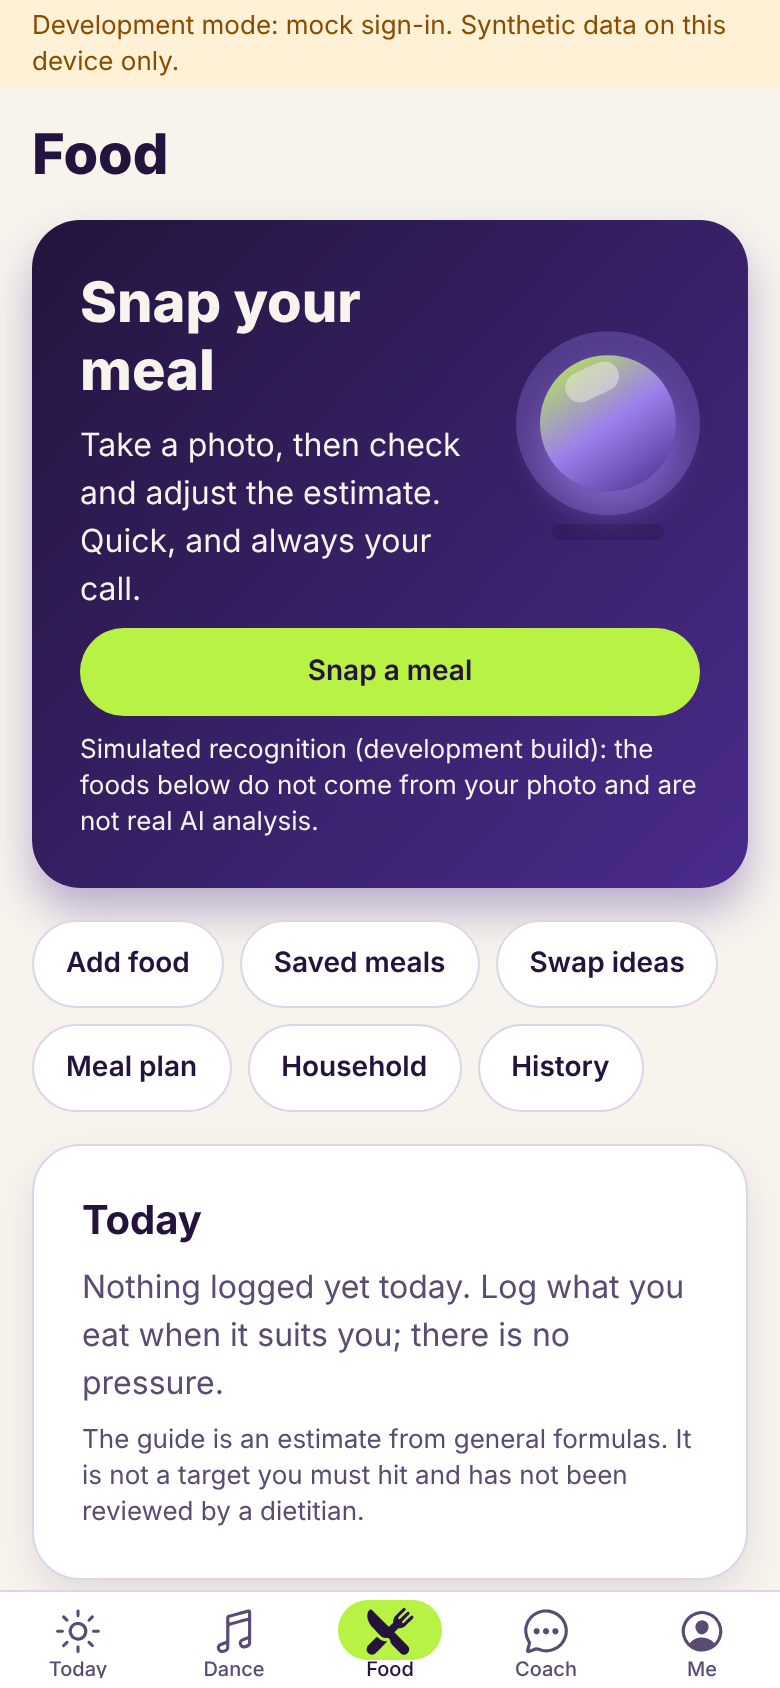 Development mode: mock sign-in. Synthetic data on this
device only.
Food
Snap your
meal
Take a photo, then check
and adjust the estimate.
Quick, and always your
call.
Snap a meal
Simulated recognition (development build): the
foods below do not come from your photo and are
not real AI analysis.
Add food
Saved meals
Swap ideas
Meal plan
Household
History
Today
Nothing logged yet today. Log what you
eat when it suits you; there is no
pressure.
The guide is an estimate from general formulas. It
is not a target you must hit and has not been
reviewed by a dietitian.
Today
Dance
Food
Coach
Me